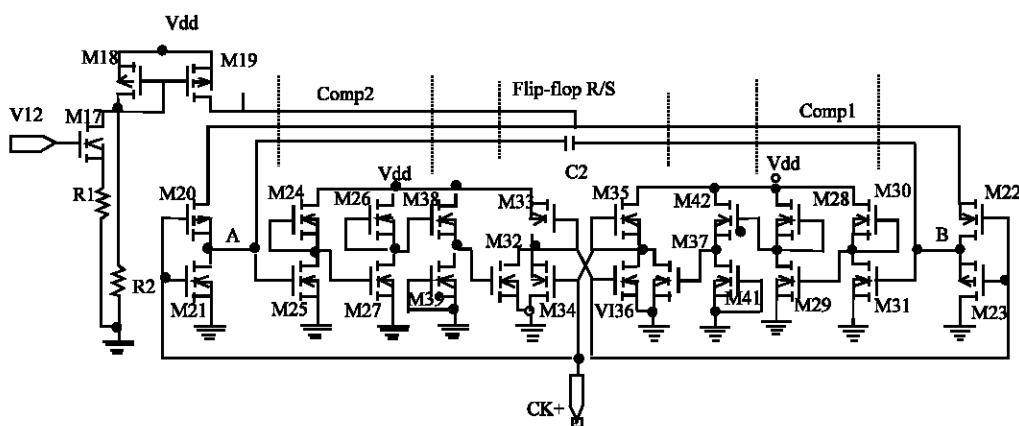 Vdd
M18
M19
Comp2
Flip-flop R/S
Comp1
V12
M17
C2
R1
M20
M24
Vdd
M26
M38
M33
M35
M42
Vdd
M28
M30
M22
A
M32
M37
B
R2
M21
M25
M27
M39
M34
VI36
M41
M29
M31
M23
CK+